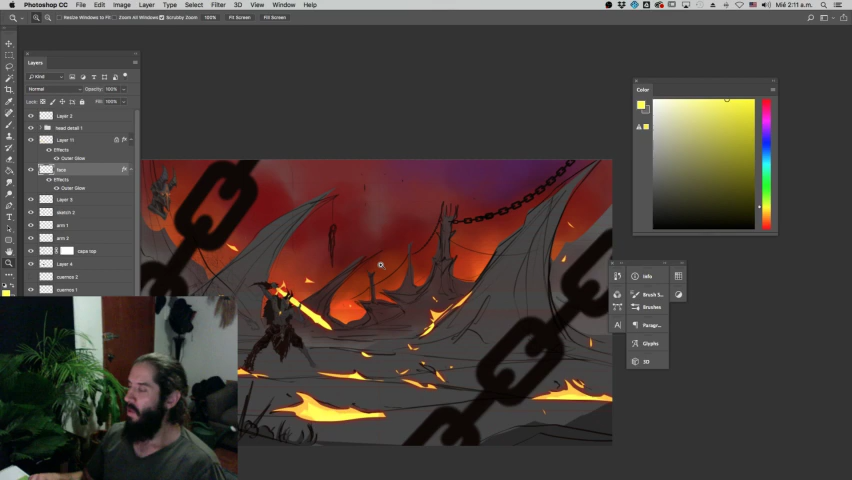 Photoshop CC File Edit Image Layer Type Select Filter 3D View Window Help Mié 2:11 a.m.
Resize Windows to Fit Zoom All Windows Scrubby Zoom 100% Fit Screen Fill Screen
Layers
Kind
Normal Opacity: 100%
Lock: Fill: 100%
Layer 2
head detail 1
Layer 11 fx
Effects
Outer Glow
face fx
Effects
Outer Glow
Layer 3
sketch 2
arm 1
arm 2
capa top
Layer 4
cuernos 2
cuernos 1
Color
Info
Brush S...
Brushes
Paragr...
Glyphs
3D